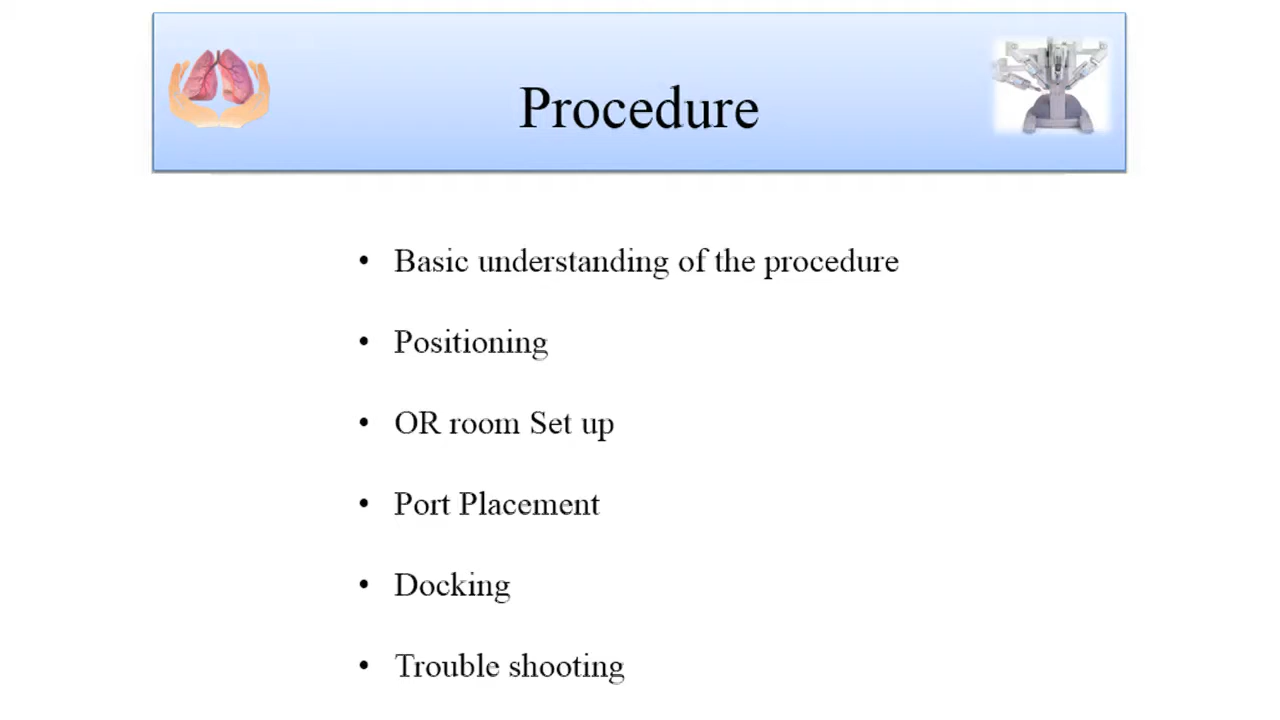 Procedure
• Basic understanding of the procedure
• Positioning
• OR room Set up
• Port Placement
• Docking
• Trouble shooting